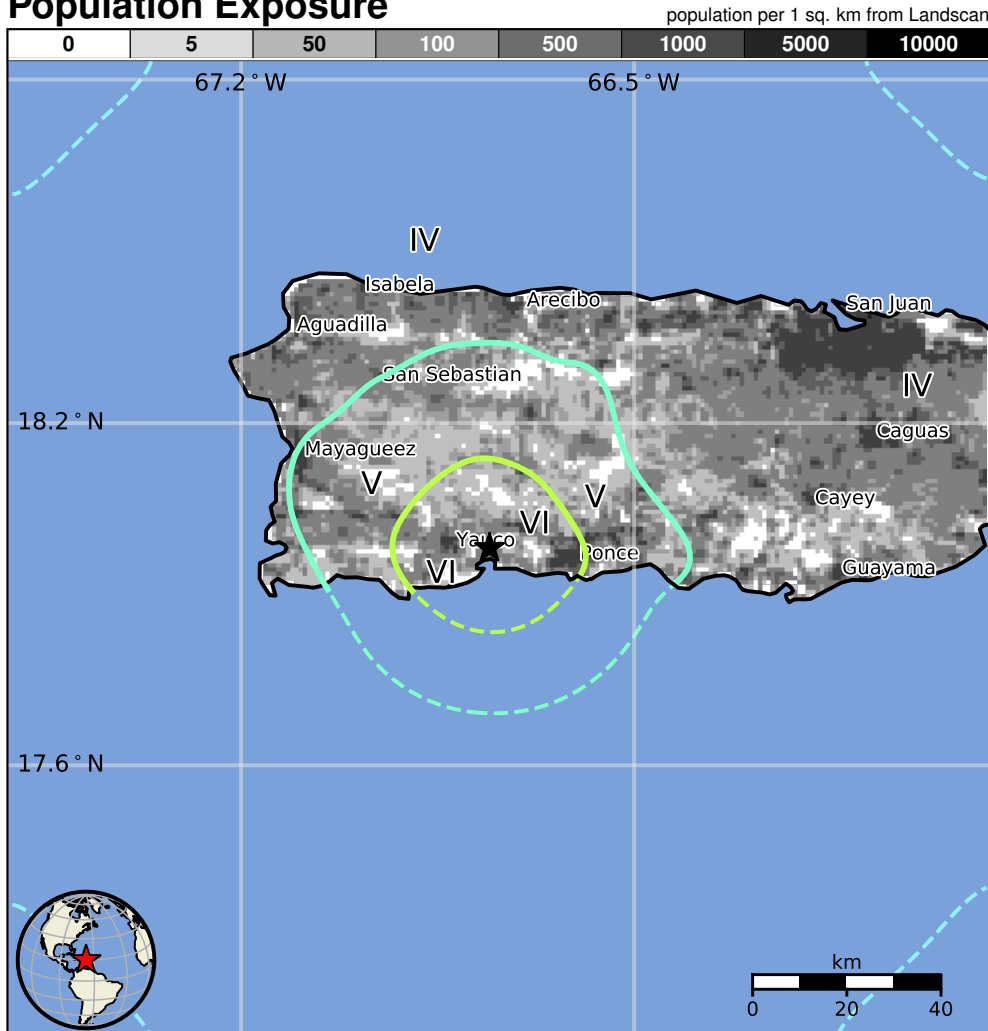 Population Exposure
population per 1 sq. km from Landscan
0 5 50 100 500 1000 5000 10000
67.2°W 66.5°W
IV
Isabela
Arecibo
San Juan
Aguadilla
San Sebastian
IV
18.2°N
Caguas
Mayagueez
V
V
Cayey
VI
Yauco
Ponce
VI
Guayama
17.6°N
km
0 20 40